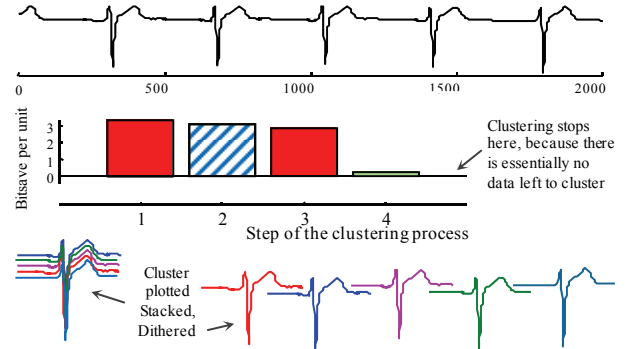 0 500 1000 1500 2000
Bitsave per unit
3
2
1
0
Clustering stops
here, because there
is essentially no
data left to cluster
1 2 3 4
Step of the clustering process
Cluster
plotted
Stacked,
Dithered